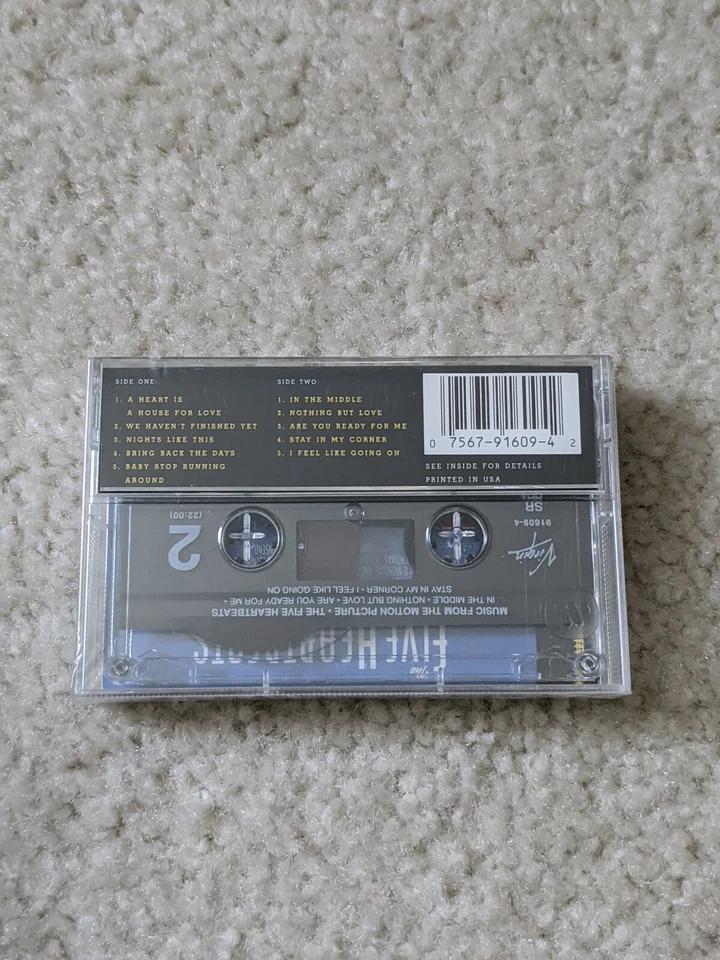 SIDE ONE:
1. A HEART IS
A HOUSE FOR LOVE
2. WE HAVEN'T FINISHED YET
3. NIGHTS LIKE THIS
4. BRING BACK THE DAYS
5. BABY STOP RUNNING
AROUND
SIDE TWO
1. IN THE MIDDLE
2. NOTHING BUT LOVE
3. ARE YOU READY FOR ME
4. STAY IN MY CORNER
5. I FEEL LIKE GOING ON
0 7567-91609-4 2
SEE INSIDE FOR DETAILS
PRINTED IN USA
2
(22:00)
91609-4
SR
Virgin
MUSIC FROM THE MOTION PICTURE • THE FIVE HEARTBEATS
IN THE MIDDLE • NOTHING BUT LOVE • ARE YOU READY FOR ME •
STAY IN MY CORNER • I FEEL LIKE GOING ON
The
FIVE HEARTBEATS